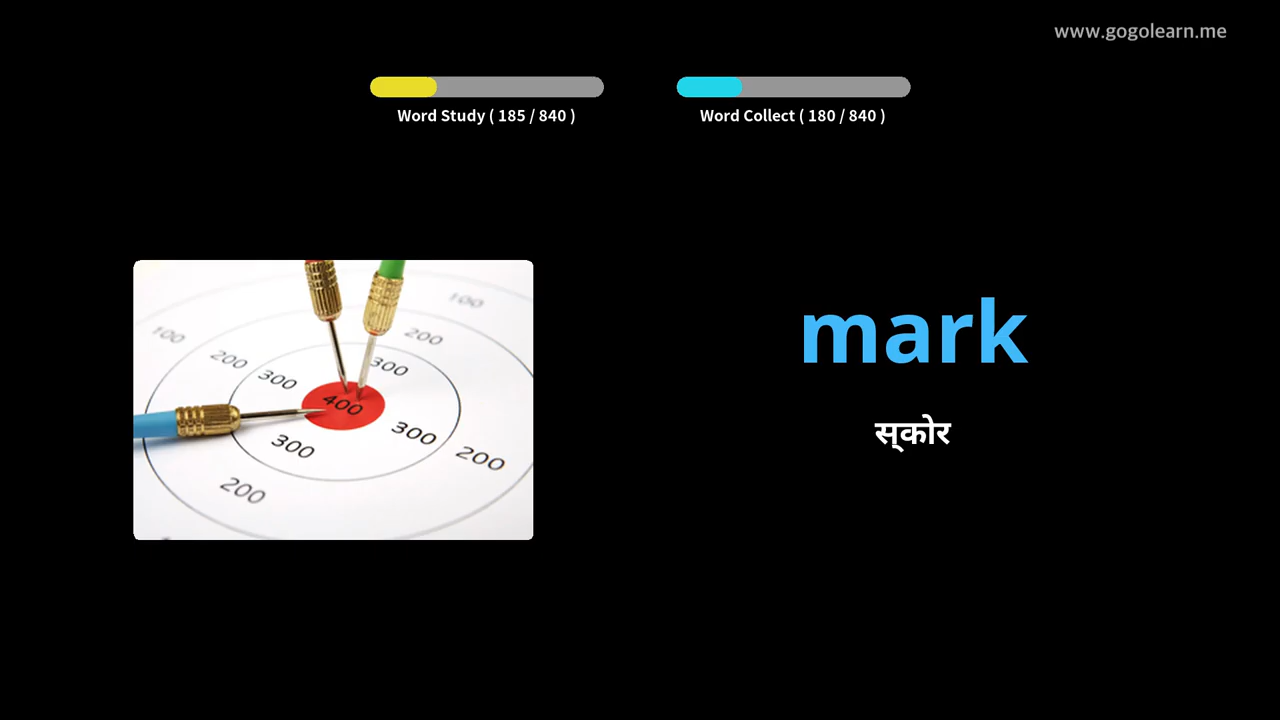 www.gogolearn.me
Word Study ( 185 / 840 )
Word Collect ( 180 / 840 )
mark
स्कोर
100
100
200
200
300
300
400
300
300
200
200